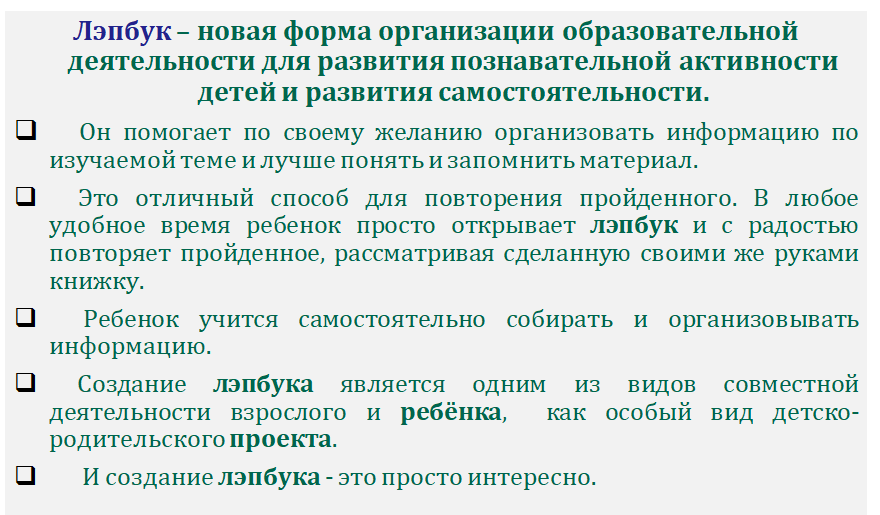 Лэпбук – новая форма организации образовательной
деятельности для развития познавательной активности
детей и развития самостоятельности.
Он помогает по своему желанию организовать информацию по
изучаемой теме и лучше понять и запомнить материал.
Это отличный способ для повторения пройденного. В любое
удобное время ребенок просто открывает лэпбук и с радостью
повторяет пройденное, рассматривая сделанную своими же руками
книжку.
Ребенок учится самостоятельно собирать и организовывать
информацию.
Создание лэпбука является одним из видов совместной
деятельности взрослого и ребёнка, как особый вид детско-
родительского проекта.
И создание лэпбука - это просто интересно.